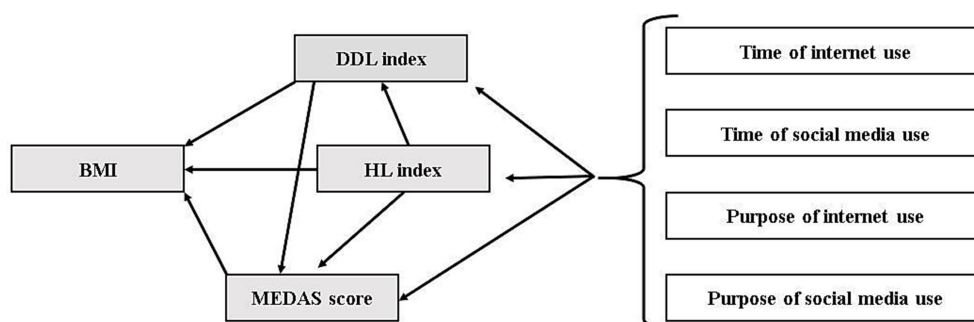 DDL index
BMI
HL index
MEDAS score
Time of internet use
Time of social media use
Purpose of internet use
Purpose of social media use